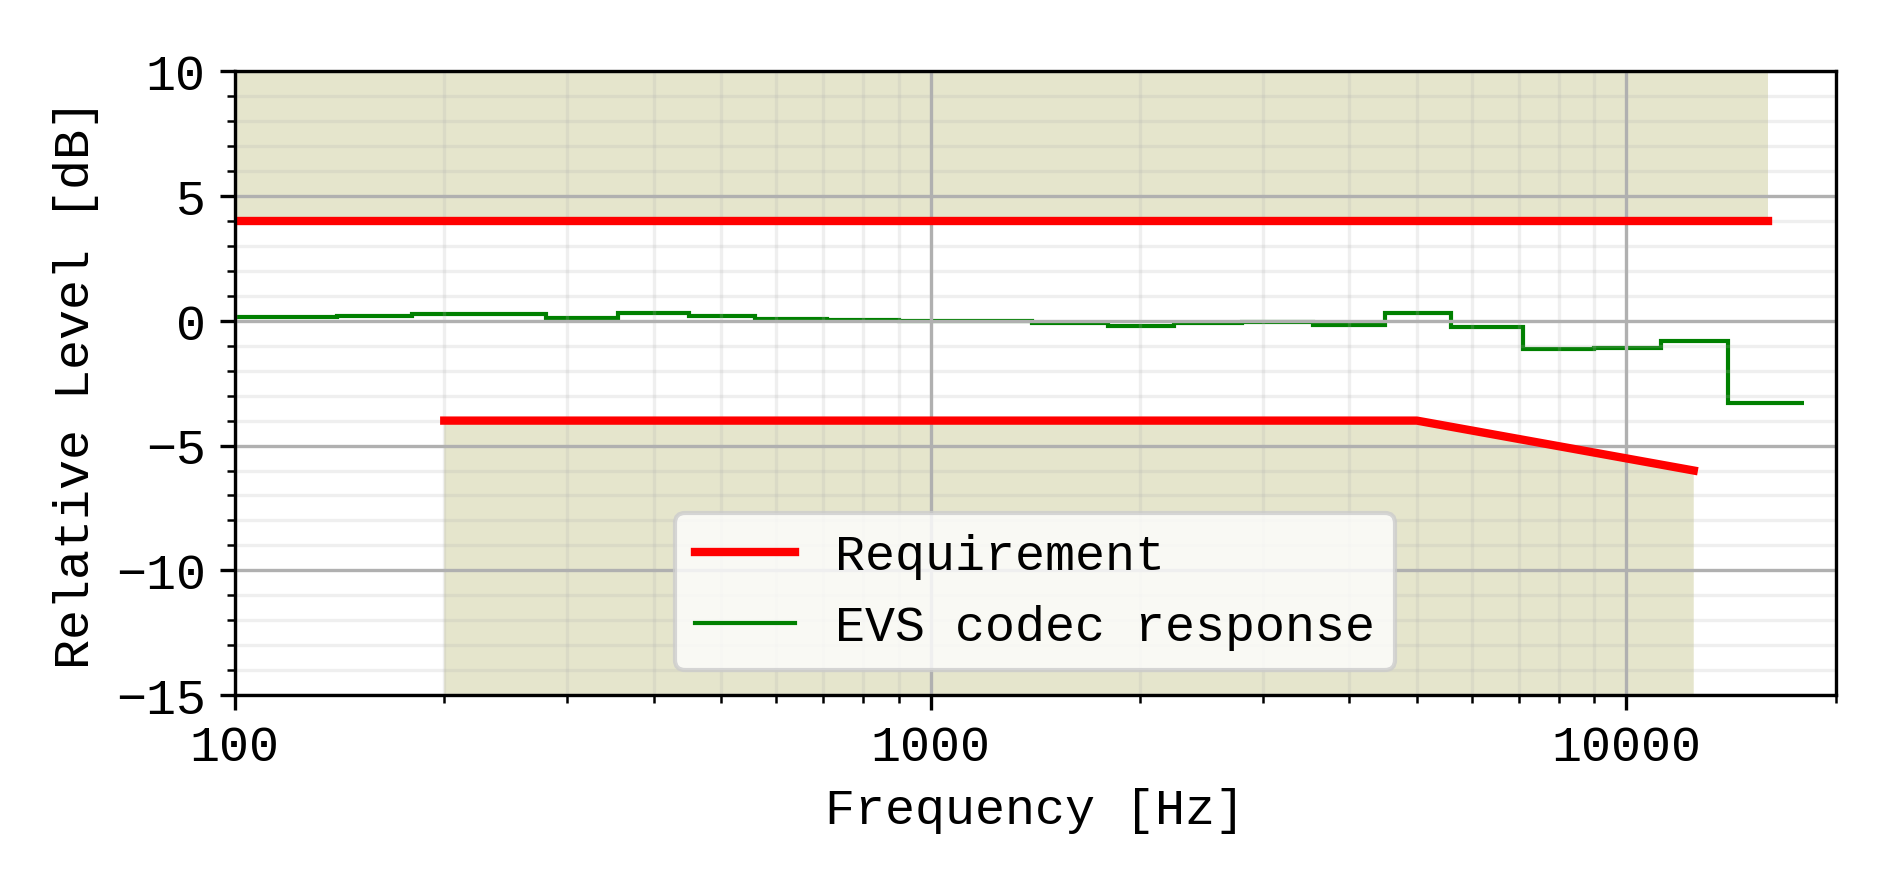 10
5
0
−5
−10
−15
Relative Level [dB]
Requirement
EVS codec response
100
1000
10000
Frequency [Hz]